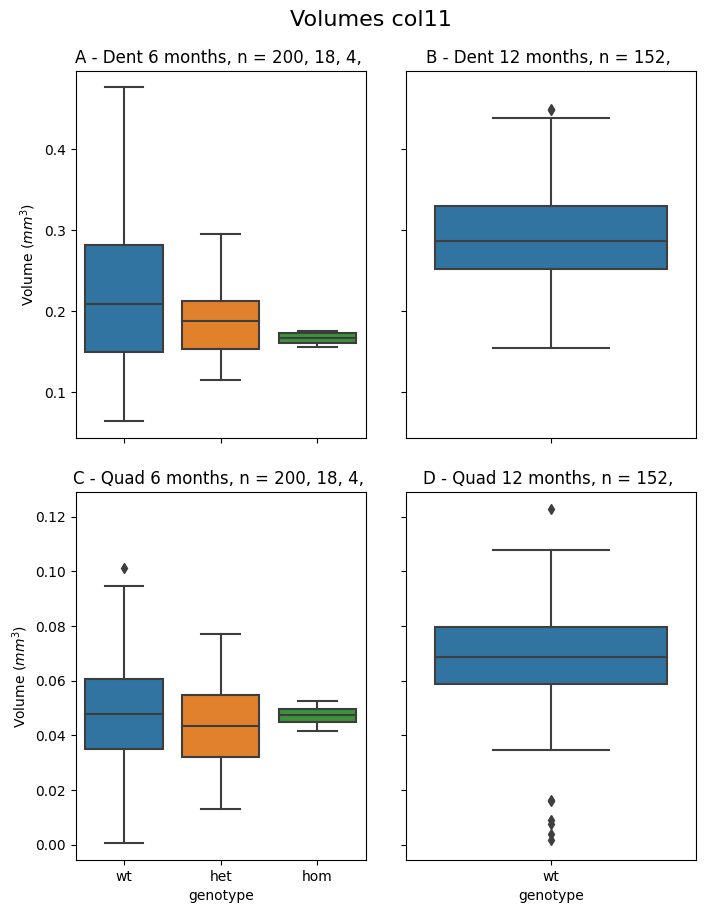 Volumes col11
A - Dent 6 months, n = 200, 18, 4,
B - Dent 12 months, n = 152,
Volume (mm³)
0.4
0.3
0.2
0.1
C - Quad 6 months, n = 200, 18, 4,
D - Quad 12 months, n = 152,
Volume (mm³)
0.12
0.10
0.08
0.06
0.04
0.02
0.00
wt het hom
genotype
wt
genotype